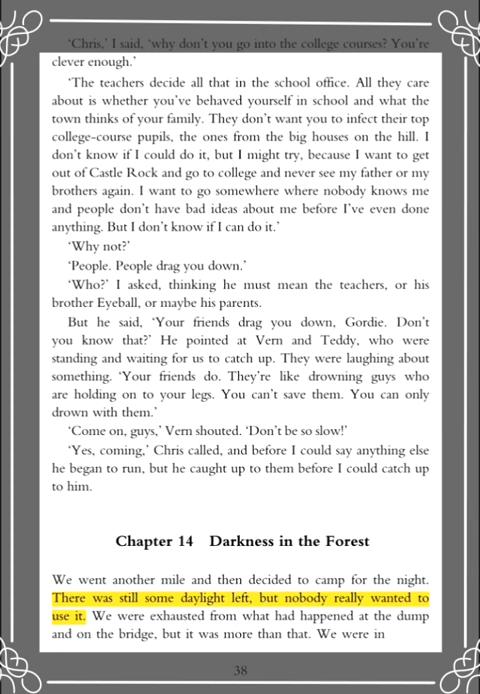 'Chris,' I said, 'why don't you go into the college courses? You're
clever enough.'
'The teachers decide all that in the school office. All they care
about is whether you've behaved yourself in school and what the
town thinks of your family. They don't want you to infect their top
college-course pupils, the ones from the big houses on the hill. I
don't know if I could do it, but I might try, because I want to get
out of Castle Rock and go to college and never see my father or my
brothers again. I want to go somewhere where nobody knows me
and people don't have bad ideas about me before I've even done
anything. But I don't know if I can do it.'
'Why not?'
'People. People drag you down.'
'Who?' I asked, thinking he must mean the teachers, or his
brother Eyeball, or maybe his parents.
But he said, 'Your friends drag you down, Gordie. Don't
you know that?' He pointed at Vern and Teddy, who were
standing and waiting for us to catch up. They were laughing about
something. 'Your friends do. They're like drowning guys who
are holding on to your legs. You can't save them. You can only
drown with them.'
'Come on, guys,' Vern shouted. 'Don't be so slow!'
'Yes, coming,' Chris called, and before I could say anything else
he began to run, but he caught up to them before I could catch up
to him.
Chapter 14 Darkness in the Forest
We went another mile and then decided to camp for the night.
There was still some daylight left, but nobody really wanted to
use it. We were exhausted from what had happened at the dump
and on the bridge, but it was more than that. We were in
38